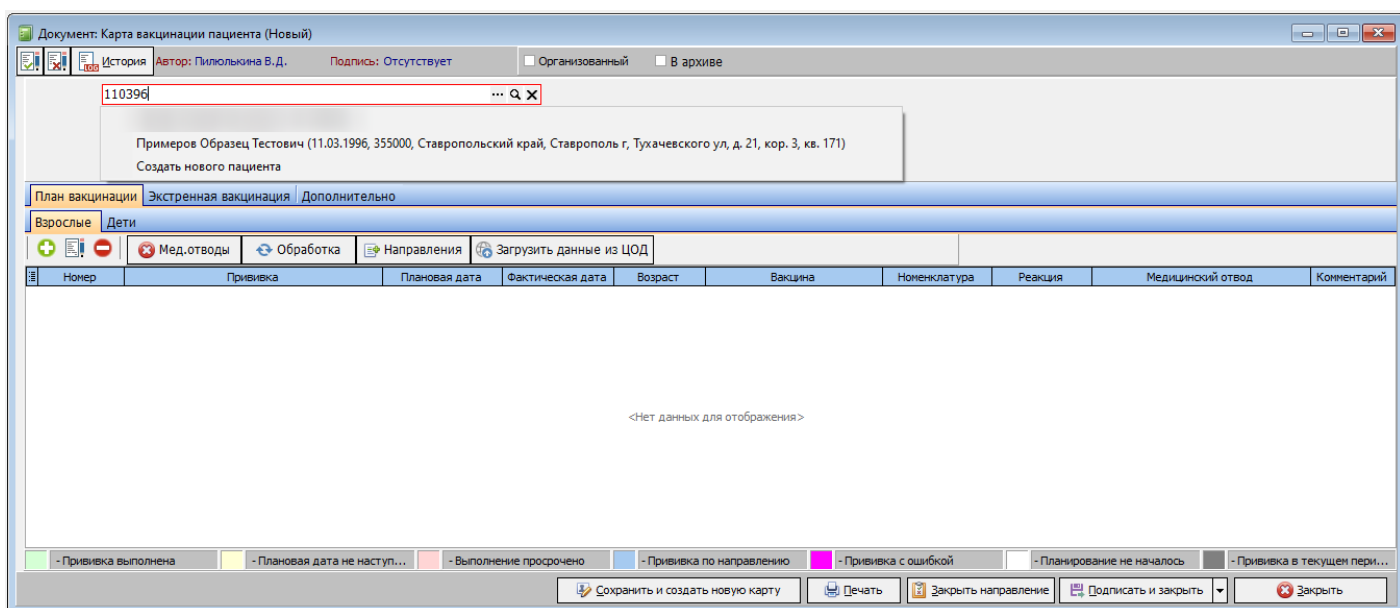 Документ: Карта вакцинации пациента (Новый)
LOG История Автор: Пилюлькина В.Д. Подпись: Отсутствует Организованный В архиве
110396
Примеров Образец Тестович (11.03.1996, 355000, Ставропольский край, Ставрополь г, Тухачевского ул, д. 21, кор. 3, кв. 171)
Создать нового пациента
План вакцинации Экстренная вакцинация Дополнительно
Взрослые Дети
Мед.отводы Обработка Направления Загрузить данные из ЦОД
Номер Прививка Плановая дата Фактическая дата Возраст Вакцина Номенклатура Реакция Медицинский отвод Комментарий
<Нет данных для отображения>
- Прививка выполнена - Плановая дата не наступ... - Выполнение просрочено - Прививка по направлению - Прививка с ошибкой - Планирование не началось - Прививка в текущем пери...
Сохранить и создать новую карту Печать Закрыть направление Подписать и закрыть Закрыть